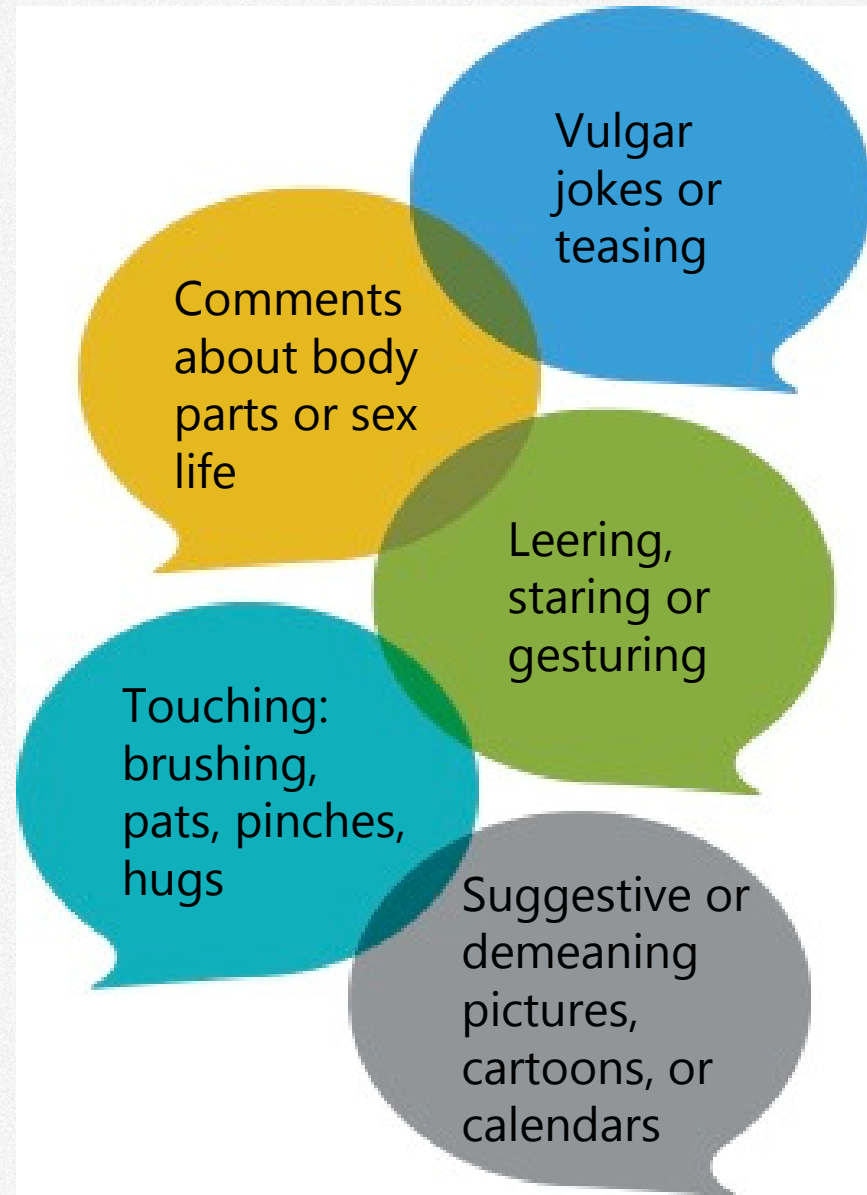 Vulgar
jokes or
teasing
Comments
about body
parts or sex
life
Leering,
staring or
gesturing
Touching:
brushing,
pats, pinches,
hugs
Suggestive or
demeaning
pictures,
cartoons, or
calendars